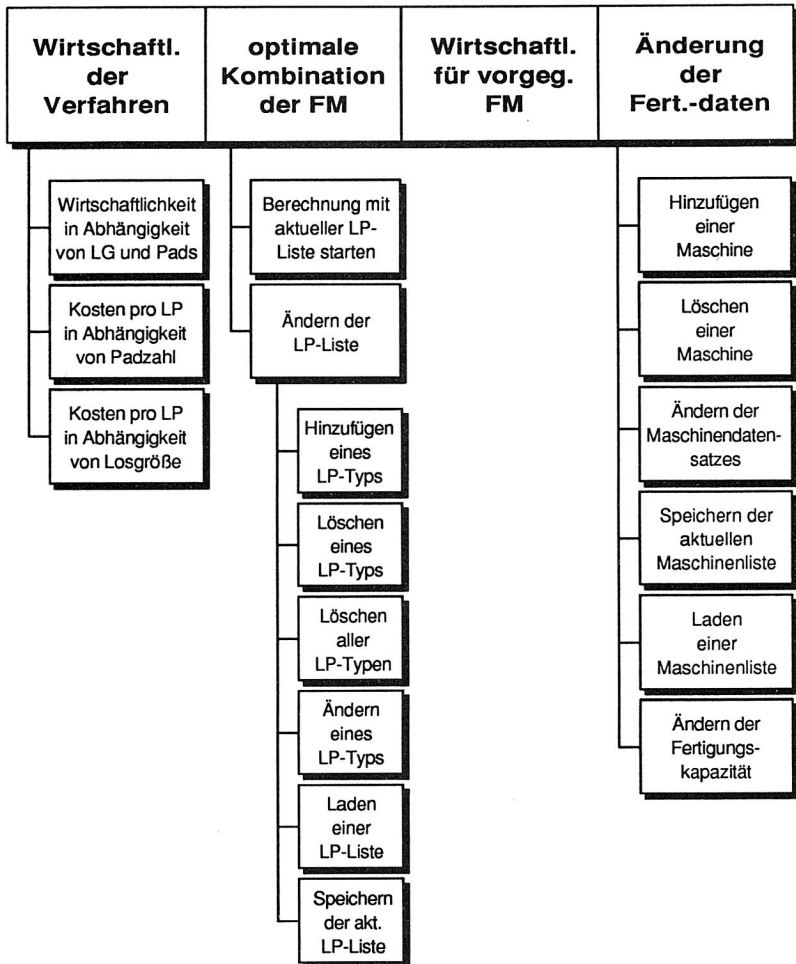 Wirtschaftl.
der
Verfahren
optimale
Kombination
der FM
Wirtschaftl.
für vorgeg.
FM
Änderung
der
Fert.-daten
Wirtschaftlichkeit
in Abhängigkeit
von LG und Pads
Kosten pro LP
in Abhängigkeit
von Padzahl
Kosten pro LP
in Abhängigkeit
von Losgröße
Berechnung mit
aktueller LP-
Liste starten
Ändern der
LP-Liste
Hinzufügen
eines
LP-Typs
Löschen
eines
LP-Typs
Löschen
aller
LP-Typen
Ändern
eines
LP-Typs
Laden
einer
LP-Liste
Speichern
der akt.
LP-Liste
Hinzufügen
einer
Maschine
Löschen
einer
Maschine
Ändern der
Maschinendaten-
satzes
Speichern der
aktuellen
Maschinenliste
Laden
einer
Maschinenliste
Ändern der
Fertigungs-
kapazität